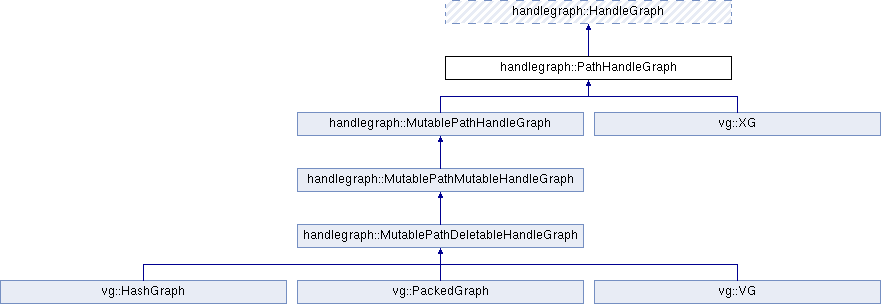 handlegraph::HandleGraph
handlegraph::PathHandleGraph
handlegraph::MutablePathHandleGraph
vg::XG
handlegraph::MutablePathMutableHandleGraph
handlegraph::MutablePathDeletableHandleGraph
vg::HashGraph
vg::PackedGraph
vg::VG